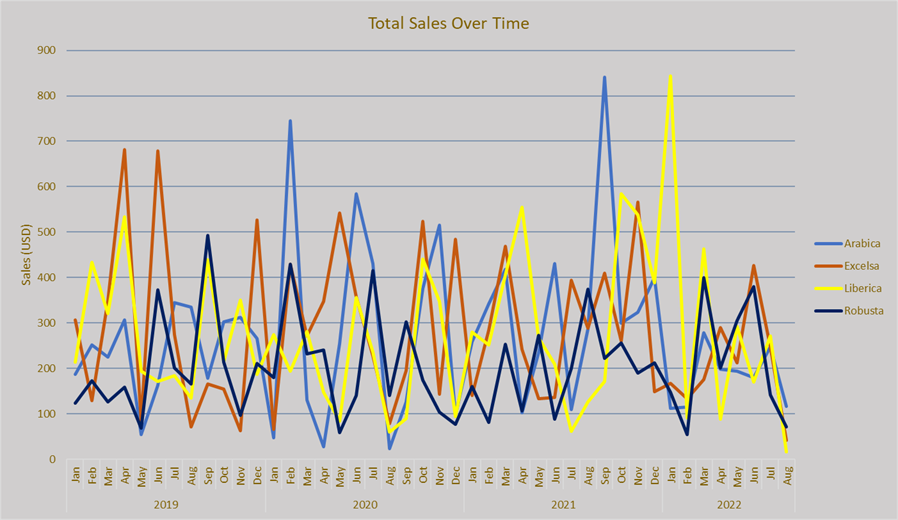 Total Sales Over Time
900
800
700
600
500
400
300
200
100
0
Sales (USD)
Jan Feb Mar Apr May Jun Jul Aug Sep Oct Nov Dec Jan Feb Mar Apr May Jun Jul Aug Sep Oct Nov Dec Jan Feb Mar Apr May Jun Jul Aug Sep Oct Nov Dec Jan Feb Mar Apr May Jun Jul Aug
2019 2020 2021 2022
Arabica
Excelsa
Liberica
Robusta